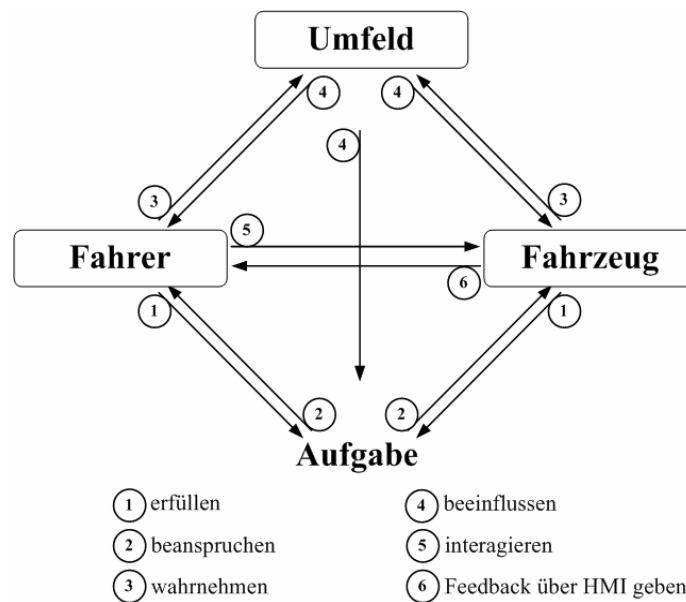 Umfeld
4 4
4
3 3
5
Fahrer Fahrzeug
6
1 1
2 2
Aufgabe
1 erfüllen 4 beeinflussen
2 beanspruchen 5 interagieren
3 wahrnehmen 6 Feedback über HMI geben